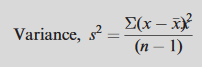 Variance, s² = Σ(x − x̄)² / (n − 1)